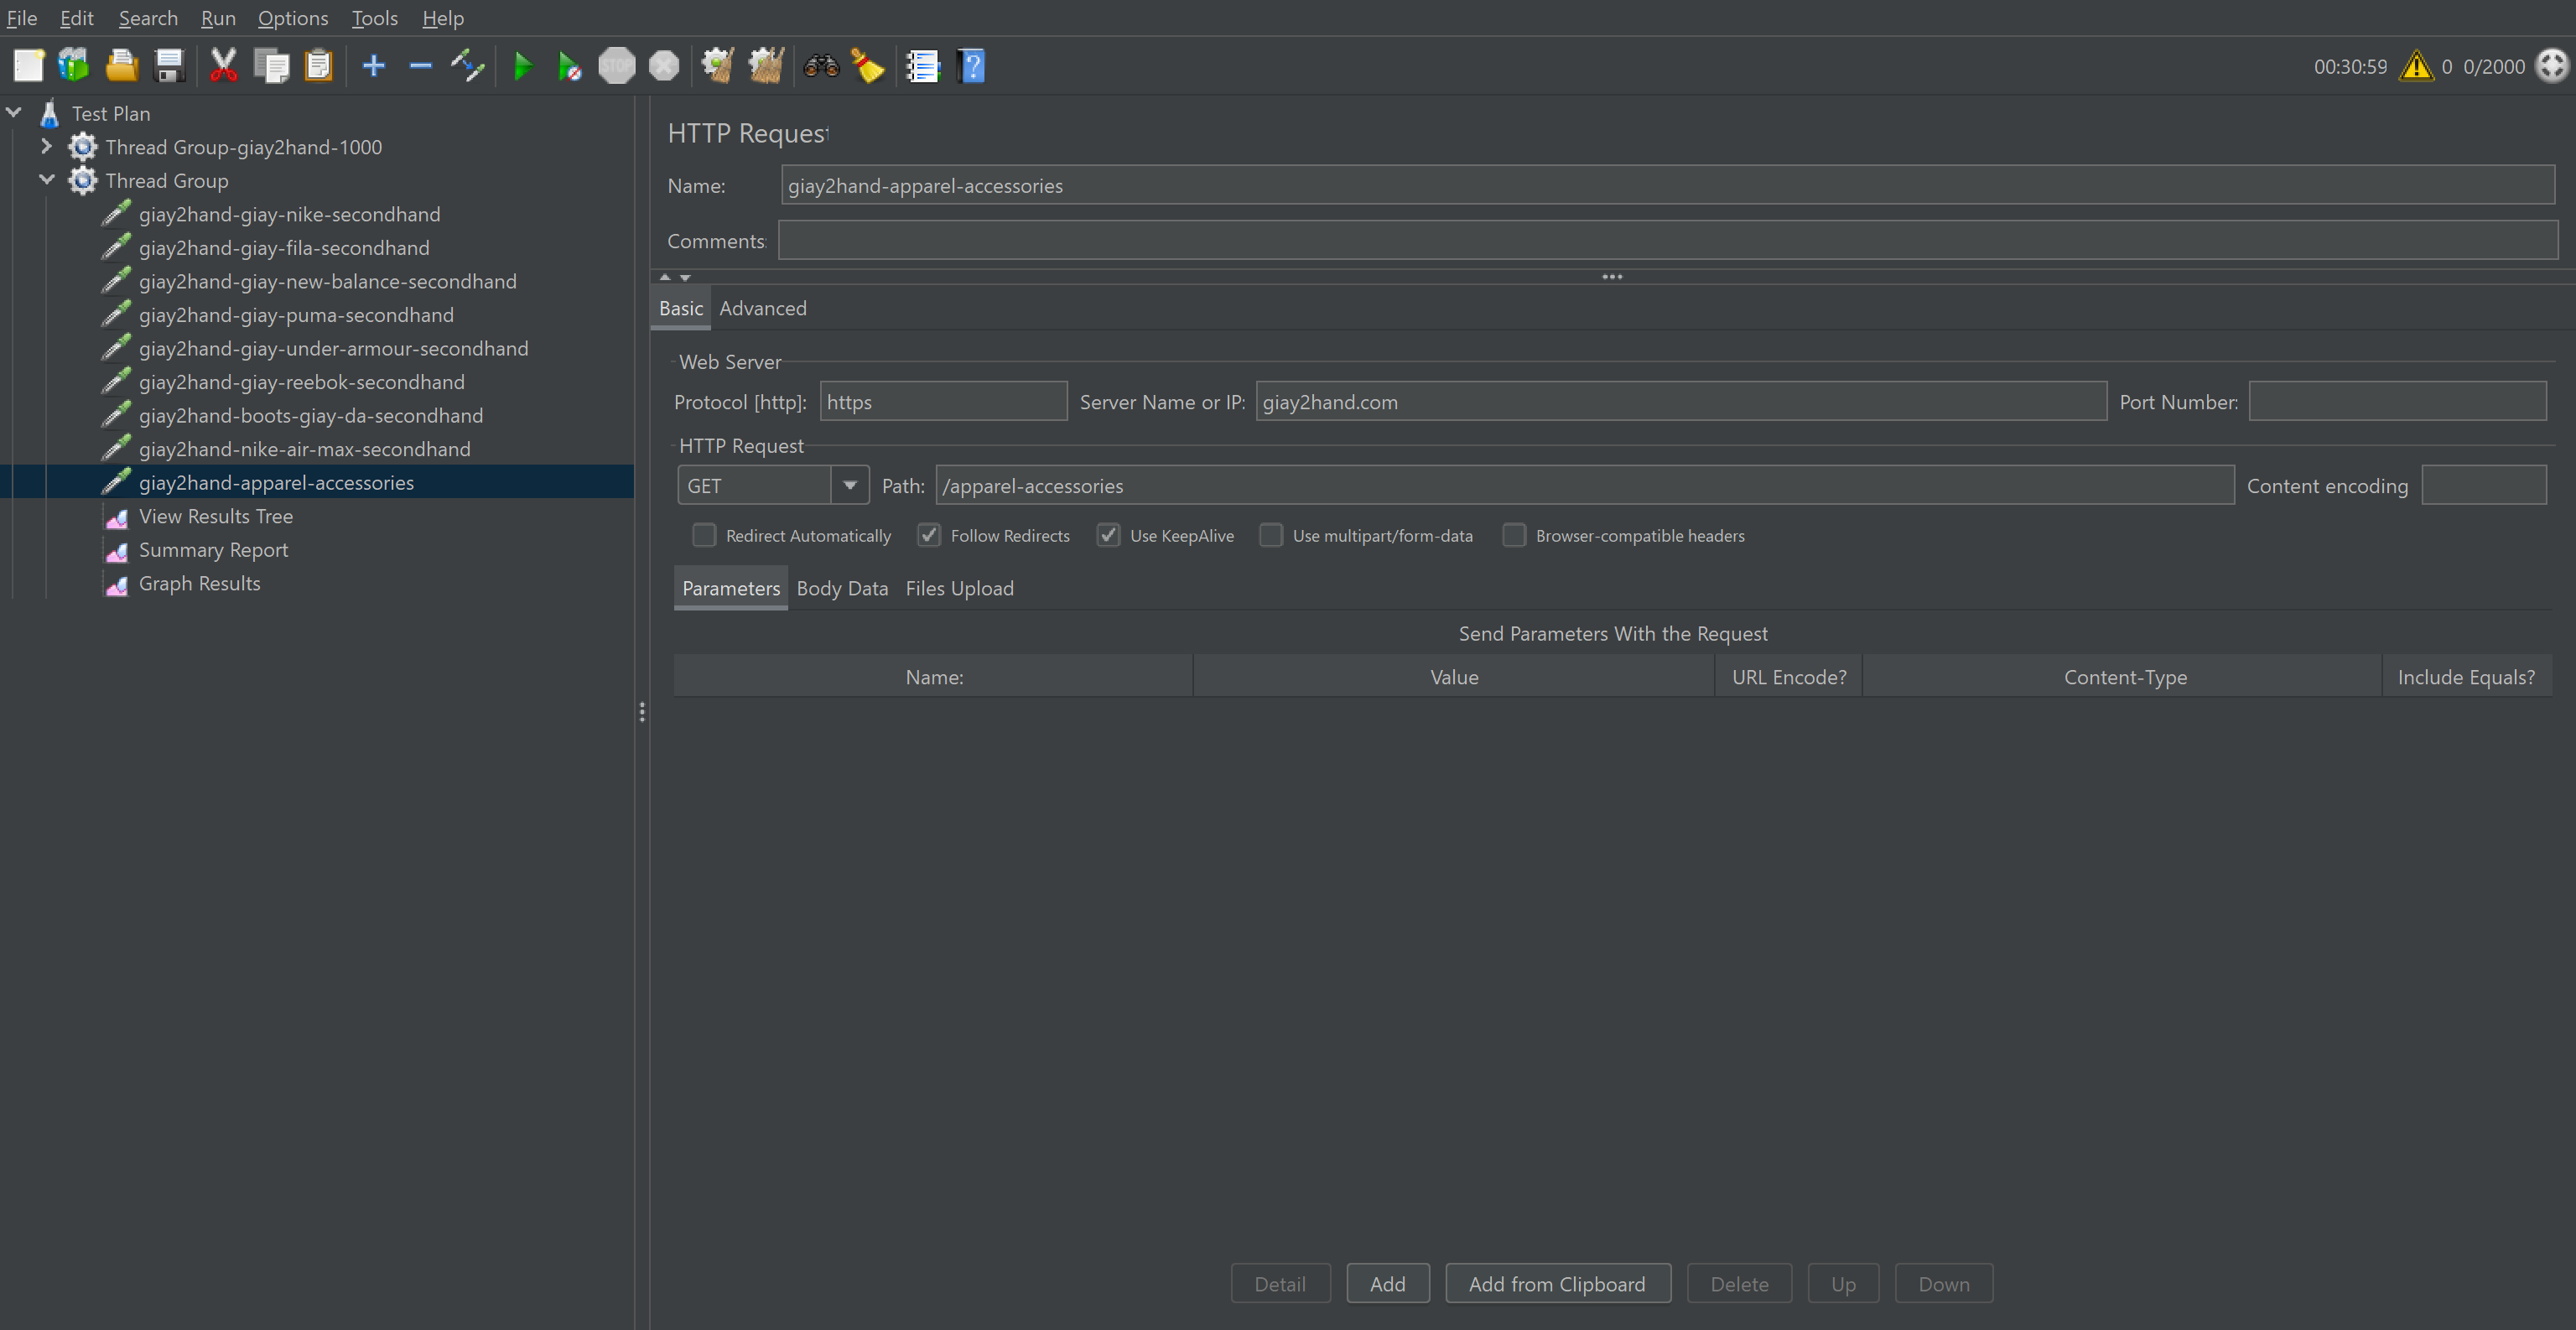 File Edit Search Run Options Tools Help
STOP
00:30:59 0 0/2000
Test Plan
Thread Group-giay2hand-1000
Thread Group
giay2hand-giay-nike-secondhand
giay2hand-giay-fila-secondhand
giay2hand-giay-new-balance-secondhand
giay2hand-giay-puma-secondhand
giay2hand-giay-under-armour-secondhand
giay2hand-giay-reebok-secondhand
giay2hand-boots-giay-da-secondhand
giay2hand-nike-air-max-secondhand
giay2hand-apparel-accessories
View Results Tree
Summary Report
Graph Results
HTTP Request
Name: giay2hand-apparel-accessories
Comments:
Basic Advanced
Web Server
Protocol [http]: https Server Name or IP: giay2hand.com Port Number:
HTTP Request
GET Path: /apparel-accessories Content encoding
Redirect Automatically Follow Redirects Use KeepAlive Use multipart/form-data Browser-compatible headers
Parameters Body Data Files Upload
Send Parameters With the Request
Name: Value URL Encode? Content-Type Include Equals?
Detail Add Add from Clipboard Delete Up Down